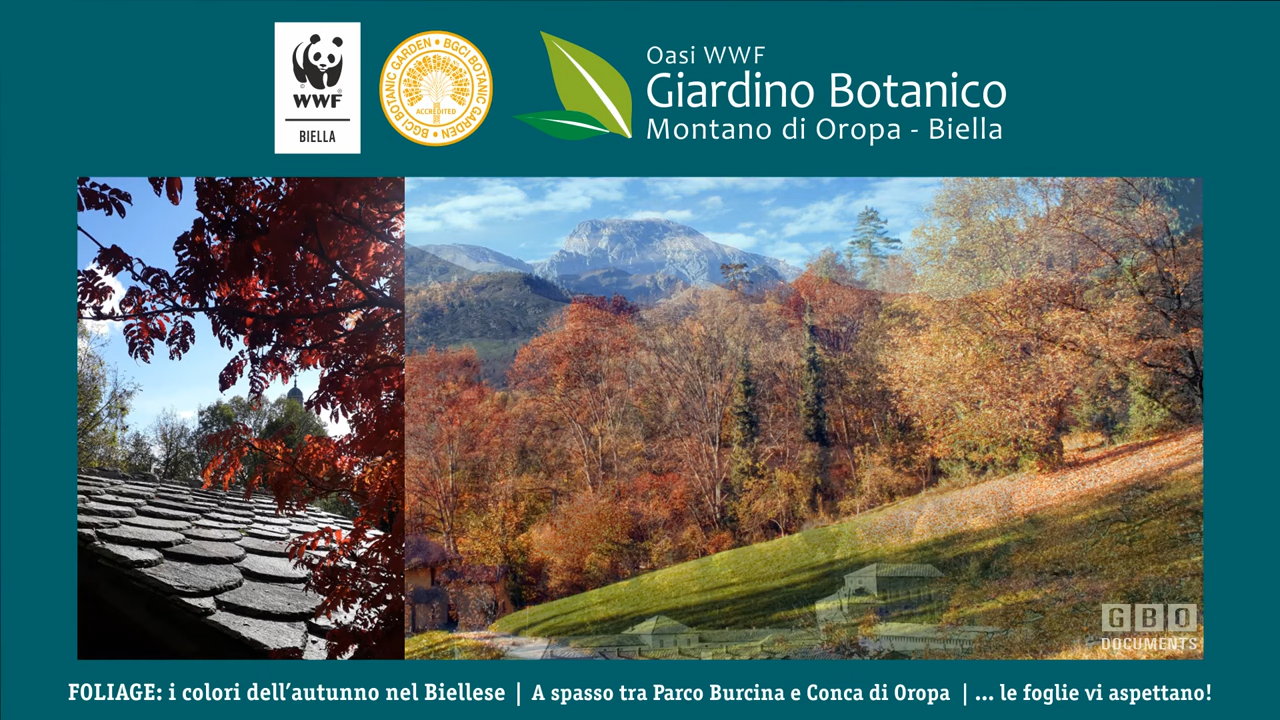 WWF
BIELLA
BGCI BOTANIC GARDEN • BGCI BOTANIC GARDEN •
ACCREDITED
Oasi WWF
Giardino Botanico
Montano di Oropa - Biella
GBO
DOCUMENTS
FOLIAGE: i colori dell’autunno nel Biellese | A spasso tra Parco Burcina e Conca di Oropa | ... le foglie vi aspettano!